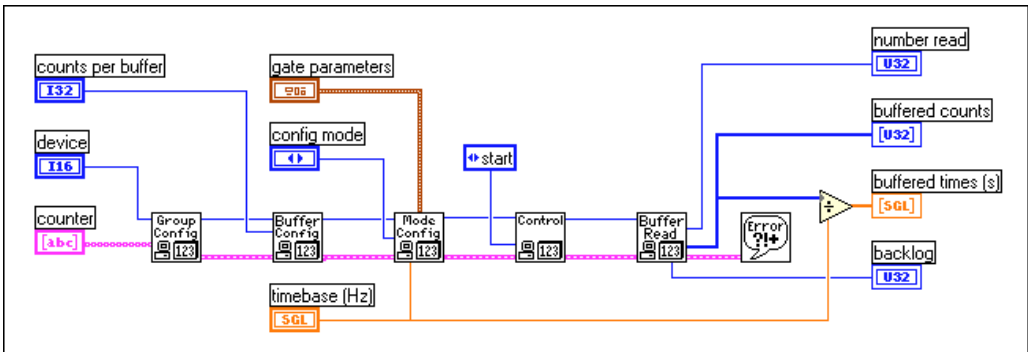 number read
U32
counts per buffer
I32
gate parameters
buffered counts
[U32]
device
I16
config mode
start
buffered times (s)
[SGL]
counter
[abc]
Group
Config
123
Buffer
Config
123
Mode
Config
123
Control
123
Buffer
Read
123
Error
?!+
÷
backlog
U32
timebase (Hz)
SGL